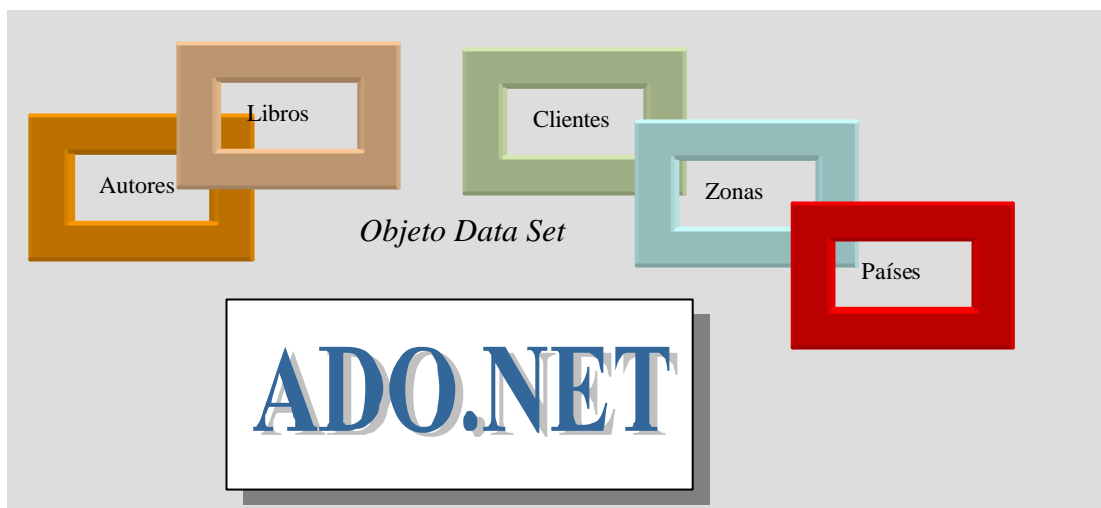 Libros
Clientes
Autores
Zonas
Objeto Data Set
Países
ADO.NET